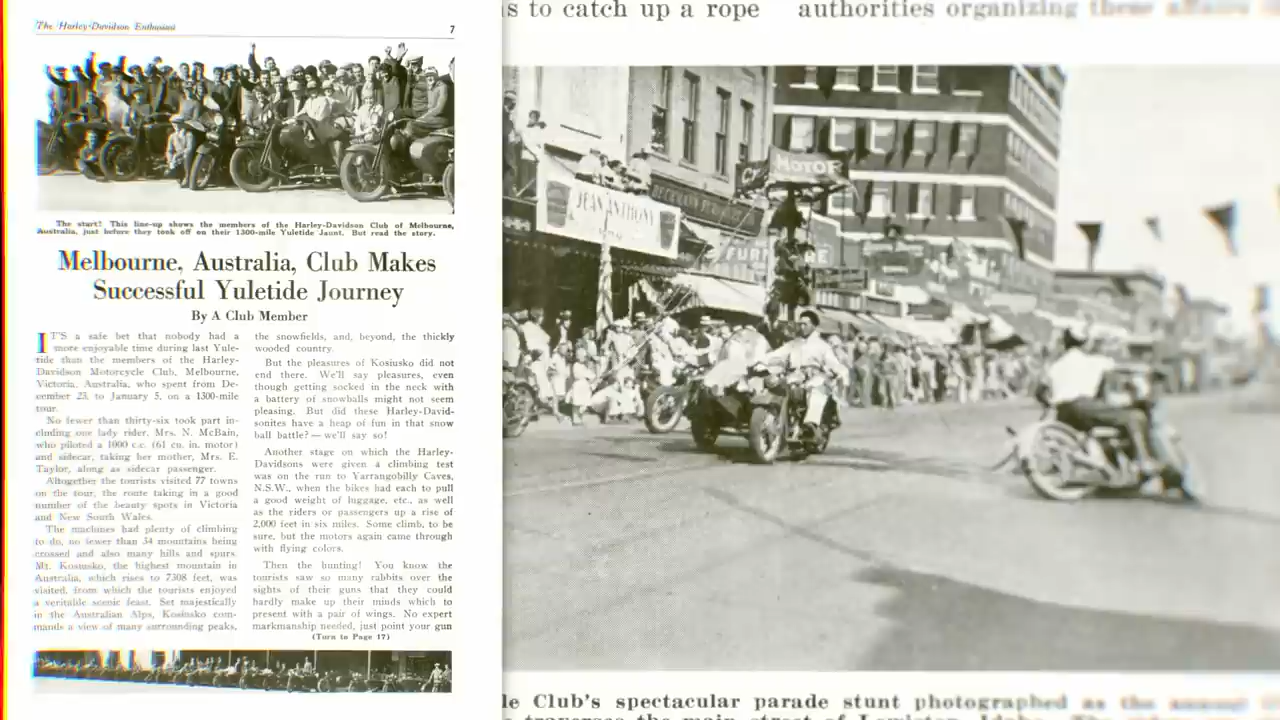 The Harley-Davidson Enthusiast
7
The start! This line-up shows the members of the Harley-Davidson Club of Melbourne,
Australia, just before they took off on their 1300-mile Yuletide Jaunt. But read the story.
Melbourne, Australia, Club Makes
Successful Yuletide Journey
By A Club Member
IT'S a safe bet that nobody had a
more enjoyable time during last Yule-
tide than the members of the Harley-
Davidson Motorcycle Club, Melbourne,
Victoria, Australia, who spent from De-
cember 23, to January 5, on a 1300-mile
tour.
No fewer than thirty-six took part in-
cluding one lady rider, Mrs. N. McBain,
who piloted a 1000 c.c. (61 cu. in. motor)
and sidecar, taking her mother, Mrs. E.
Taylor, along as sidecar passenger.
Altogether the tourists visited 77 towns
on the tour, the route taking in a good
number of the beauty spots in Victoria
and New South Wales.
The machines had plenty of climbing
to do, no fewer than 34 mountains being
crossed and also many hills and spurs.
Mt. Kosiusko, the highest mountain in
Australia, which rises to 7308 feet, was
visited, from which the tourists enjoyed
a veritable scenic feast. Set majestically
in the Australian Alps, Kosiusko com-
mands a view of many surrounding peaks,
the snowfields, and, beyond, the thickly
wooded country.
But the pleasures of Kosiusko did not
end there. We'll say pleasures, even
though getting socked in the neck with
a battery of snowballs might not seem
pleasing. But did these Harley-David-
sonites have a heap of fun in that snow
ball battle? — we'll say so!
Another stage on which the Harley-
Davidsons were given a climbing test
was on the run to Yarrangobilly Caves,
N.S.W., when the bikes had each to pull
a good weight of luggage, etc., as well
as the riders or passengers up a rise of
2,000 feet in six miles. Some climb, to be
sure, but the motors again came through
with flying colors.
Then the hunting! You know the
tourists saw so many rabbits over the
sights of their guns that they could
hardly make up their minds which to
present with a pair of wings. No expert
markmanship needed, just point your gun
(Turn to Page 17)
s to catch up a rope authorities organizing these affairs
MOTOR
JEAN ANTHONY
FURNITURE
le Club's spectacular parade stunt photographed as the annual
traverses the main street of Lewiston, Idaho. The